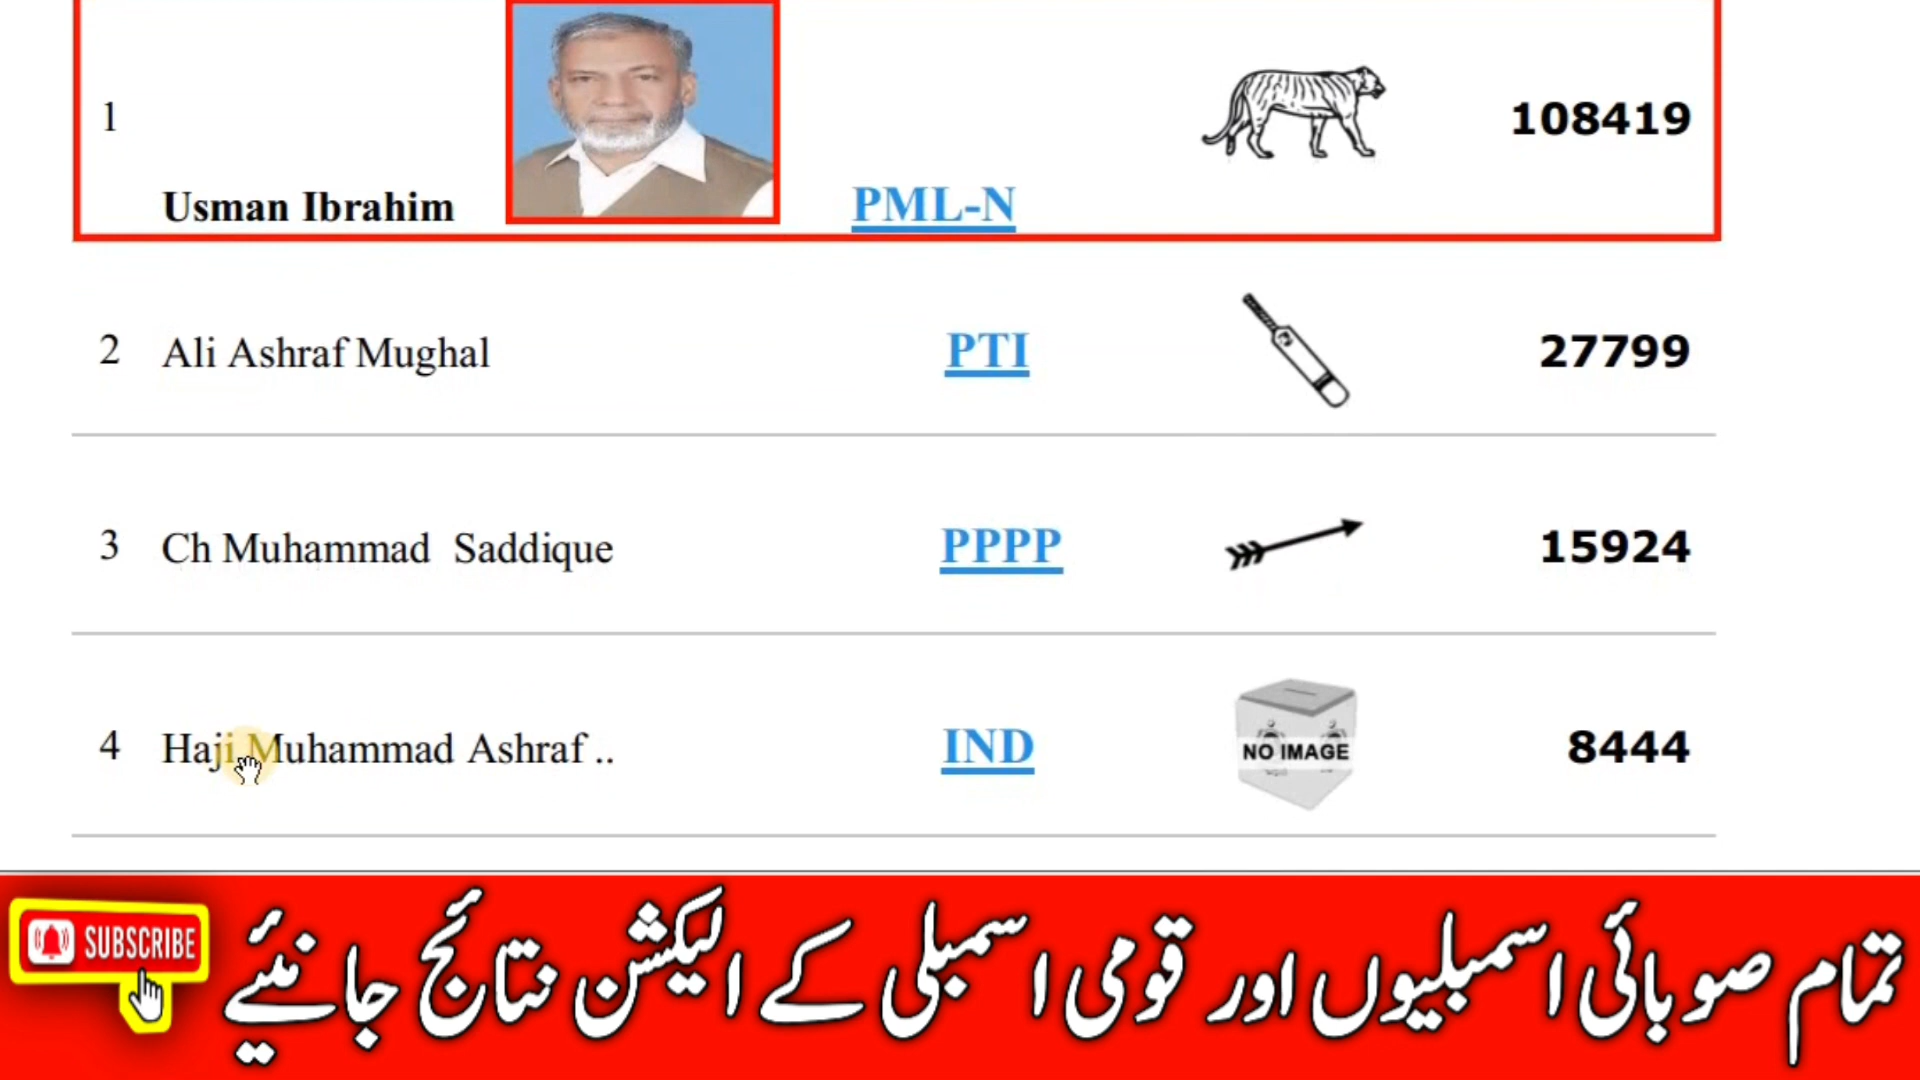 1 Usman Ibrahim PML-N 108419
2 Ali Ashraf Mughal PTI 27799
3 Ch Muhammad Saddique PPPP 15924
4 Haji Muhammad Ashraf .. IND NO IMAGE 8444
SUBSCRIBE
تمام صوبائی اسمبلیوں اور قومی اسمبلی کے الیکشن نتائج جانئیے